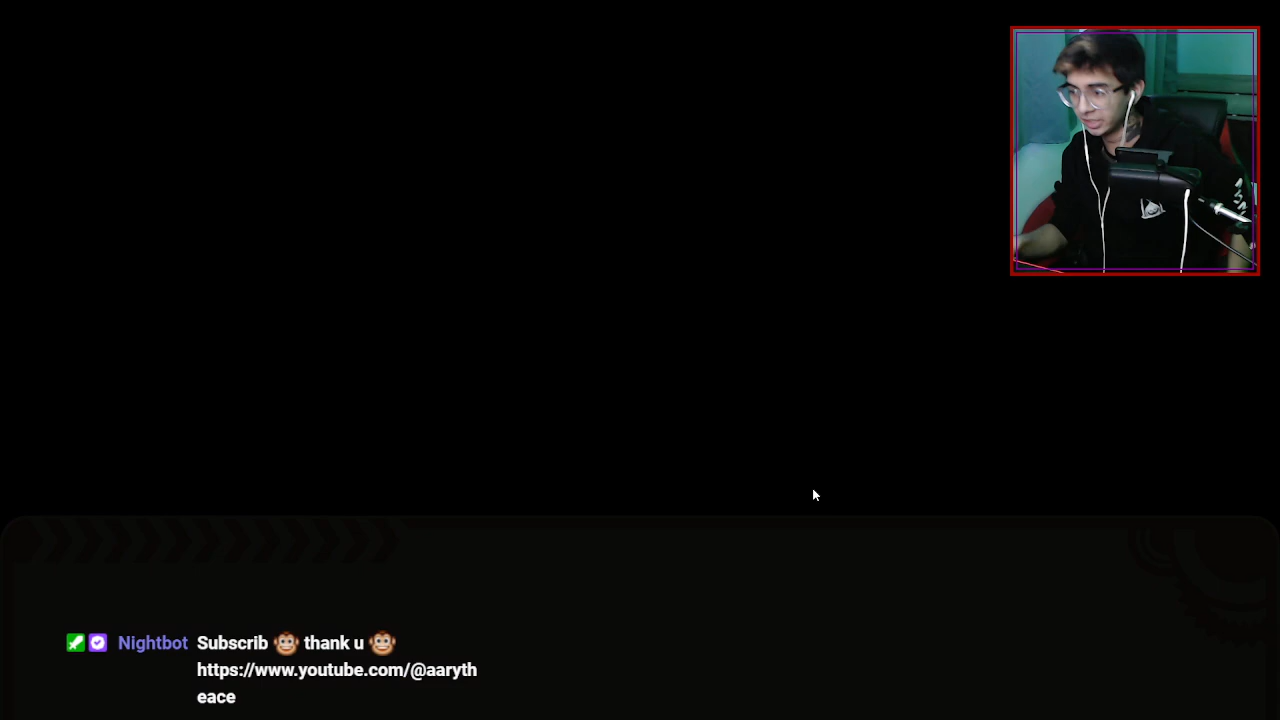 Nightbot Subscrib 🐵 thank u 🐵
https://www.youtube.com/@aaryth
eace